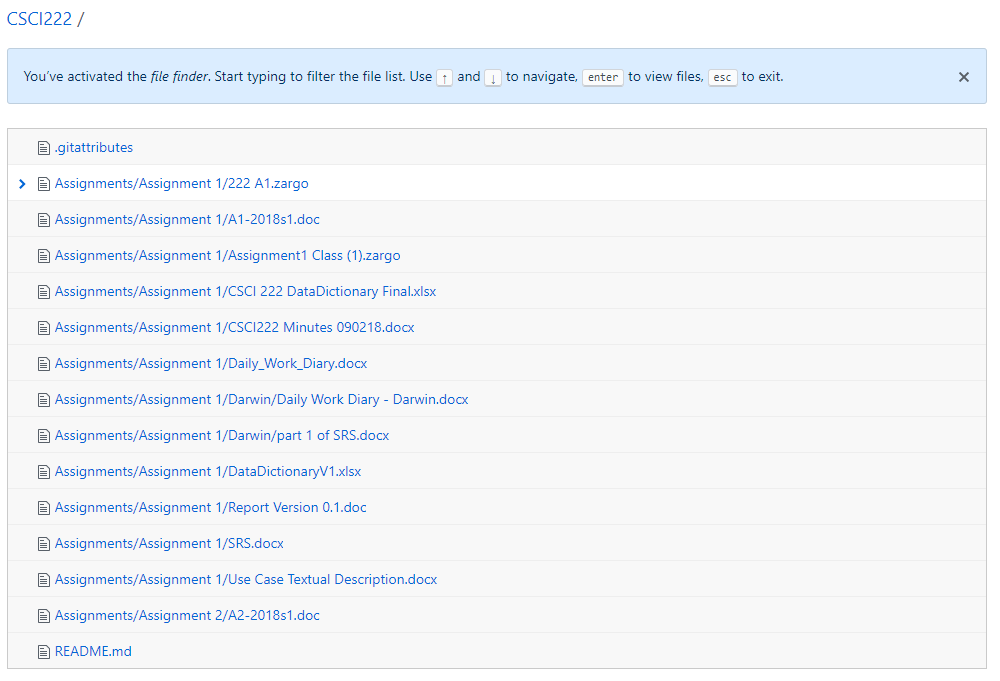 CSCI222 /
You've activated the file finder. Start typing to filter the file list. Use ↑ and ↓ to navigate, enter to view files, esc to exit. ×
.gitattributes
Assignments/Assignment 1/222 A1.zargo
Assignments/Assignment 1/A1-2018s1.doc
Assignments/Assignment 1/Assignment1 Class (1).zargo
Assignments/Assignment 1/CSCI 222 DataDictionary Final.xlsx
Assignments/Assignment 1/CSCI222 Minutes 090218.docx
Assignments/Assignment 1/Daily_Work_Diary.docx
Assignments/Assignment 1/Darwin/Daily Work Diary - Darwin.docx
Assignments/Assignment 1/Darwin/part 1 of SRS.docx
Assignments/Assignment 1/DataDictionaryV1.xlsx
Assignments/Assignment 1/Report Version 0.1.doc
Assignments/Assignment 1/SRS.docx
Assignments/Assignment 1/Use Case Textual Description.docx
Assignments/Assignment 2/A2-2018s1.doc
README.md